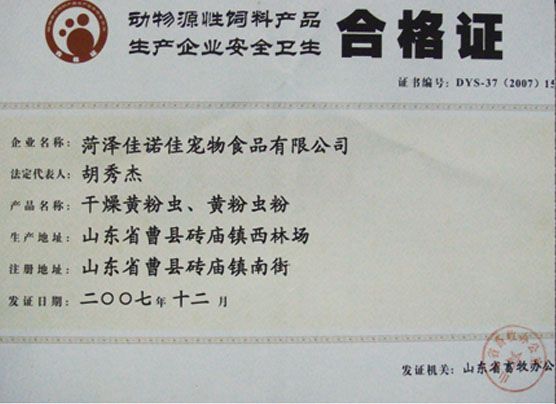 动物源性饲料产品
生产企业安全卫生
合格证
证书编号：DYS-37（2007）15
企业名称：菏泽佳诺佳宠物食品有限公司
法定代表人：胡秀杰
产品名称：干燥黄粉虫、黄粉虫粉
生产地址：山东省曹县砖庙镇西林场
注册地址：山东省曹县砖庙镇南街
发证日期：二〇〇七年十二月
发证机关：山东省畜牧办公